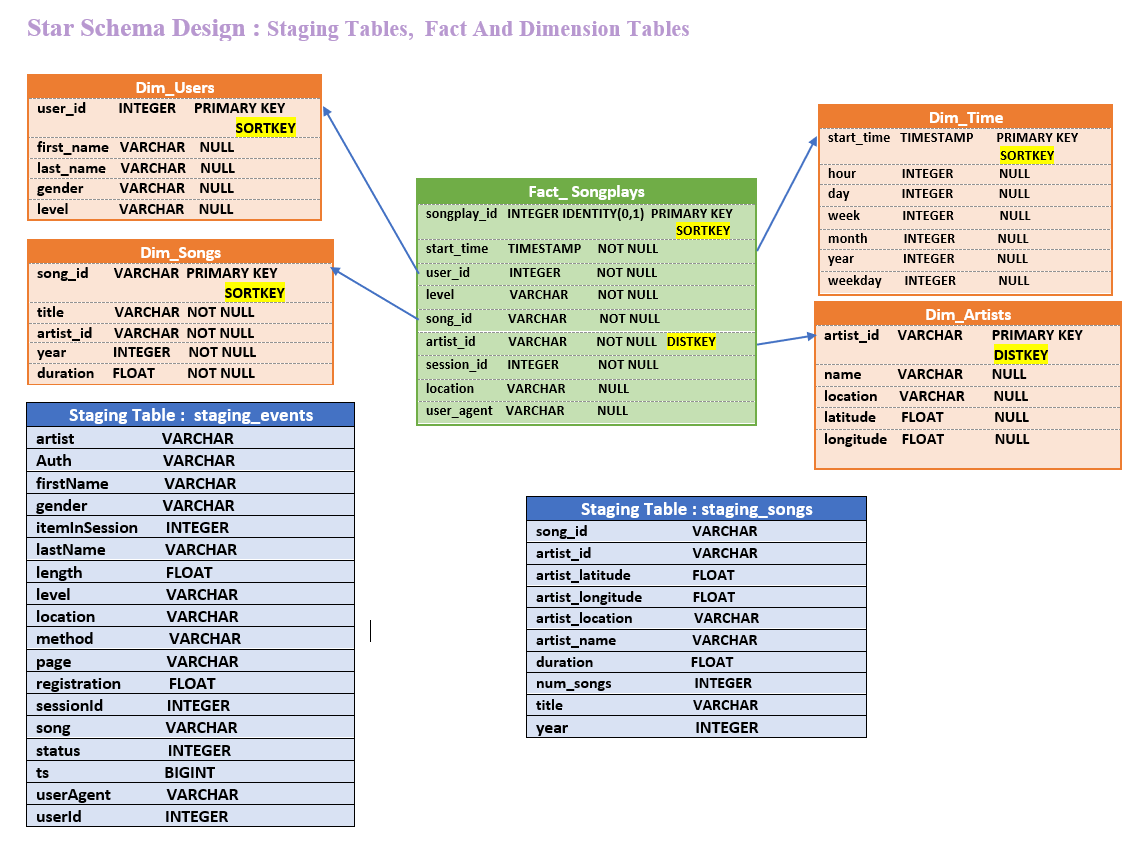 Star Schema Design : Staging Tables, Fact And Dimension Tables
Dim_Users
user_id INTEGER PRIMARY KEY
SORTKEY
first_name VARCHAR NULL
last_name VARCHAR NULL
gender VARCHAR NULL
level VARCHAR NULL
Dim_Songs
song_id VARCHAR PRIMARY KEY
SORTKEY
title VARCHAR NOT NULL
artist_id VARCHAR NOT NULL
year INTEGER NOT NULL
duration FLOAT NOT NULL
Fact_ Songplays
songplay_id INTEGER IDENTITY(0,1) PRIMARY KEY
SORTKEY
start_time TIMESTAMP NOT NULL
user_id INTEGER NOT NULL
level VARCHAR NOT NULL
song_id VARCHAR NOT NULL
artist_id VARCHAR NOT NULL DISTKEY
session_id INTEGER NOT NULL
location VARCHAR NULL
user_agent VARCHAR NULL
Dim_Time
start_time TIMESTAMP PRIMARY KEY
SORTKEY
hour INTEGER NULL
day INTEGER NULL
week INTEGER NULL
month INTEGER NULL
year INTEGER NULL
weekday INTEGER NULL
Dim_Artists
artist_id VARCHAR PRIMARY KEY
DISTKEY
name VARCHAR NULL
location VARCHAR NULL
latitude FLOAT NULL
longitude FLOAT NULL
Staging Table : staging_events
artist VARCHAR
Auth VARCHAR
firstName VARCHAR
gender VARCHAR
itemInSession INTEGER
lastName VARCHAR
length FLOAT
level VARCHAR
location VARCHAR
method VARCHAR
page VARCHAR
registration FLOAT
sessionId INTEGER
song VARCHAR
status INTEGER
ts BIGINT
userAgent VARCHAR
userId INTEGER
Staging Table : staging_songs
song_id VARCHAR
artist_id VARCHAR
artist_latitude FLOAT
artist_longitude FLOAT
artist_location VARCHAR
artist_name VARCHAR
duration FLOAT
num_songs INTEGER
title VARCHAR
year INTEGER